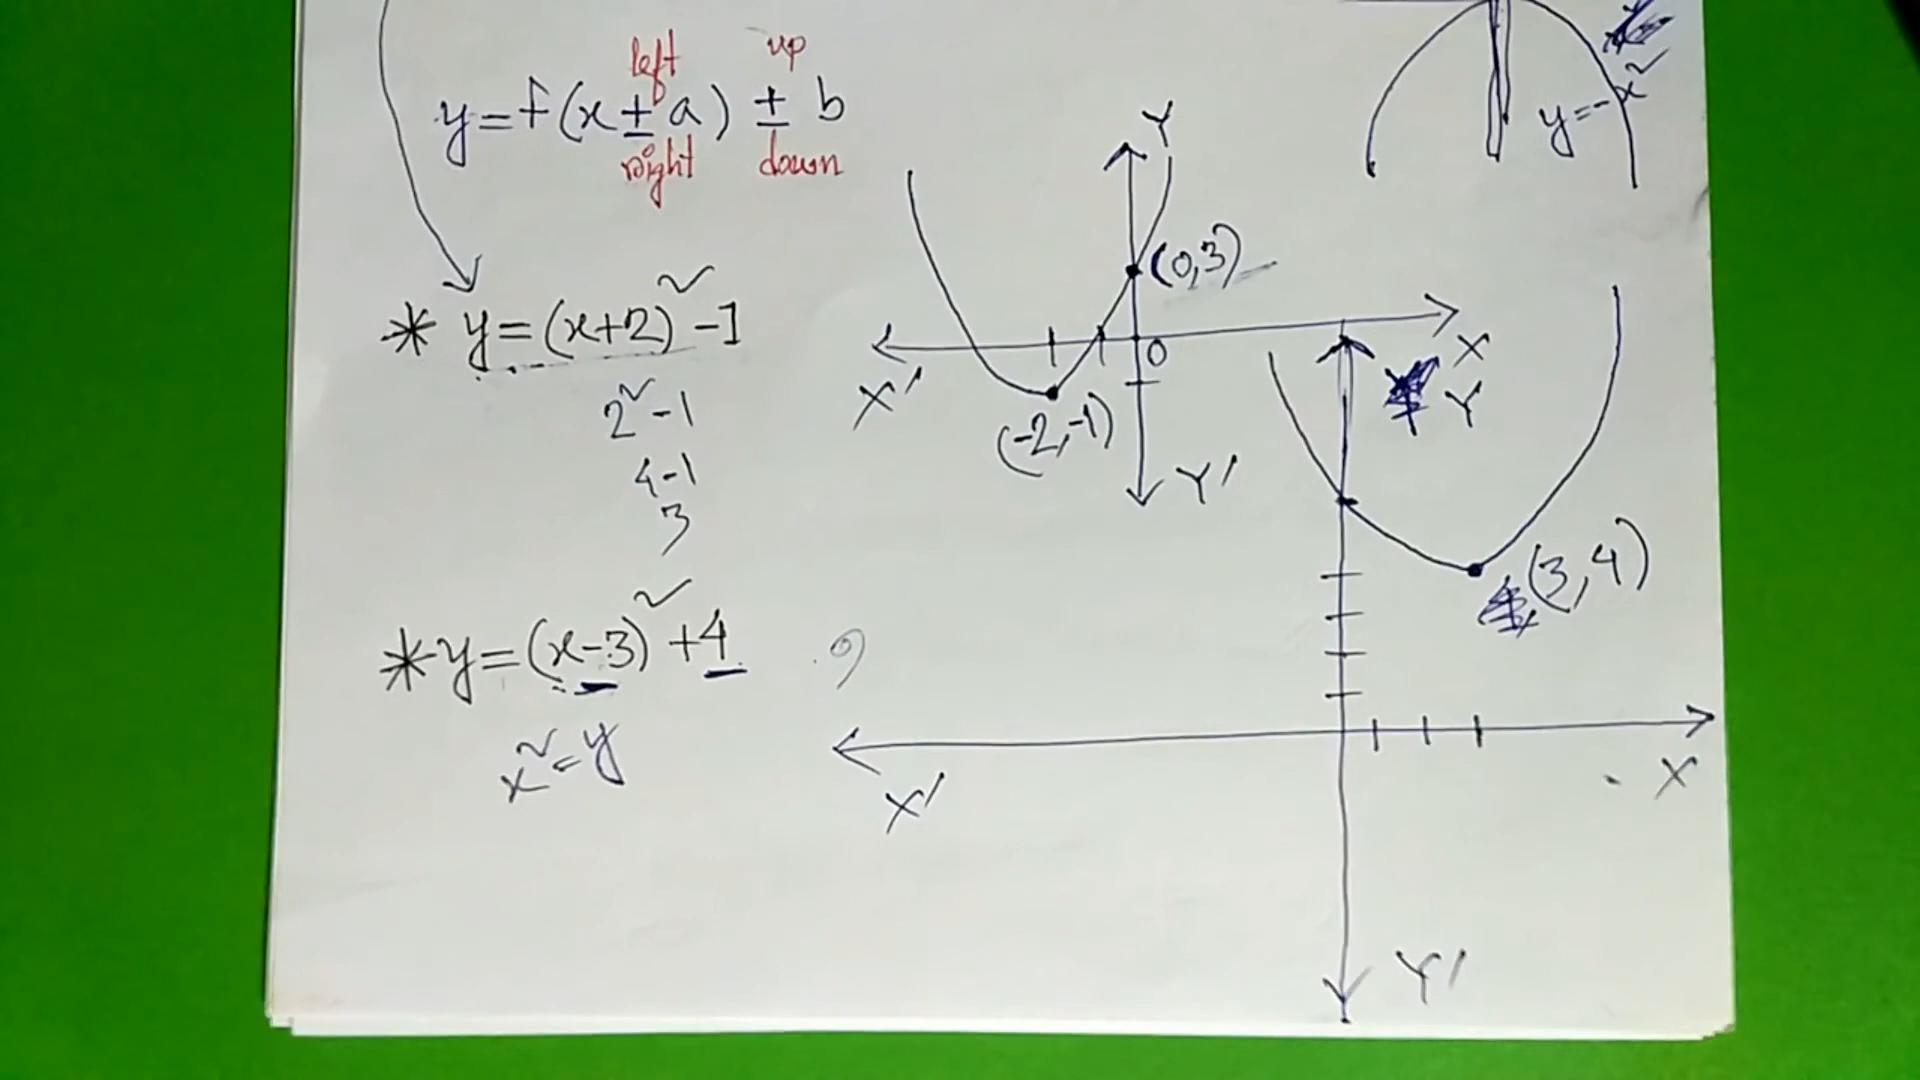 left up
y=f(x±a)±b
right down
* y=(x+2)²-1
2²-1
4-1
3
* y=(x-3)²+4
x²=y
y=-x²
Y
(0,3)
X' O X
(-2,-1)
Y'
Y
(3,4)
X' X
Y'